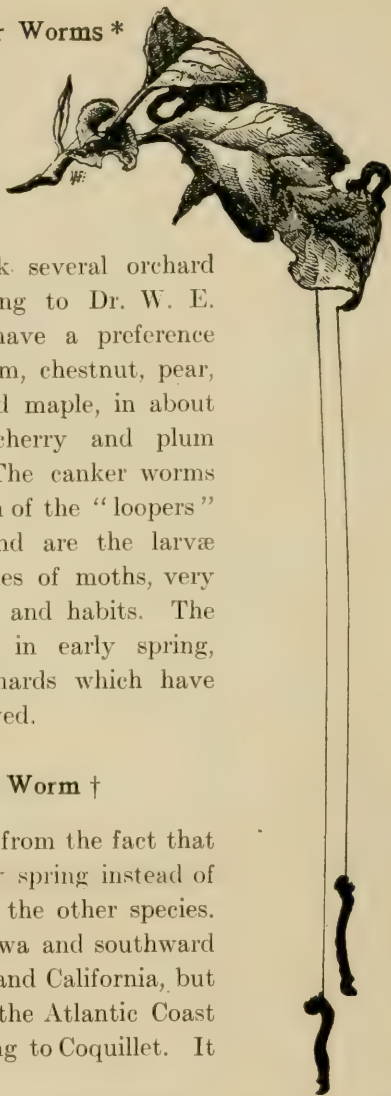 Worms *
k several orchard
ng to Dr. W. E.
have a preference
m, chestnut, pear,
d maple, in about
cherry and plum
The canker worms
n of the "loopers"
nd are the larvæ
es of moths, very
and habits. The
in early spring,
hards which have
ved.
Worm †
from the fact that
spring instead of
the other species.
wa and southward
and California, but
the Atlantic Coast
ng to Coquillet. It